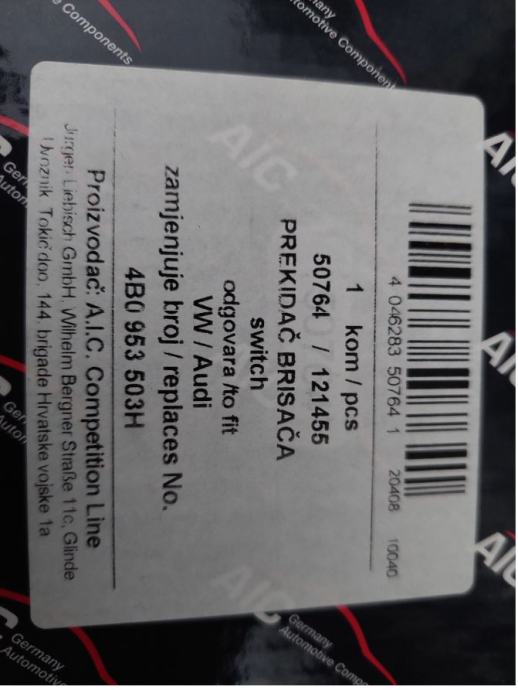 4 046283 50764 1 20408 10040
1 kom / pcs
50764 / 121455
PREKIDAČ BRISAČA
switch
odgovara /to fit
VW / Audi
zamjenjuje broj / replaces No.
4B0 953 503H
Proizvođač: A.I.C. Competition Line
Jürgen Liebisch GmbH, Wilhelm Bergner Straße 11c, Glinde
Uvoznik Tokić doo, 144. brigade Hrvatske vojske 1a
AIC
Germany
Automotive Components